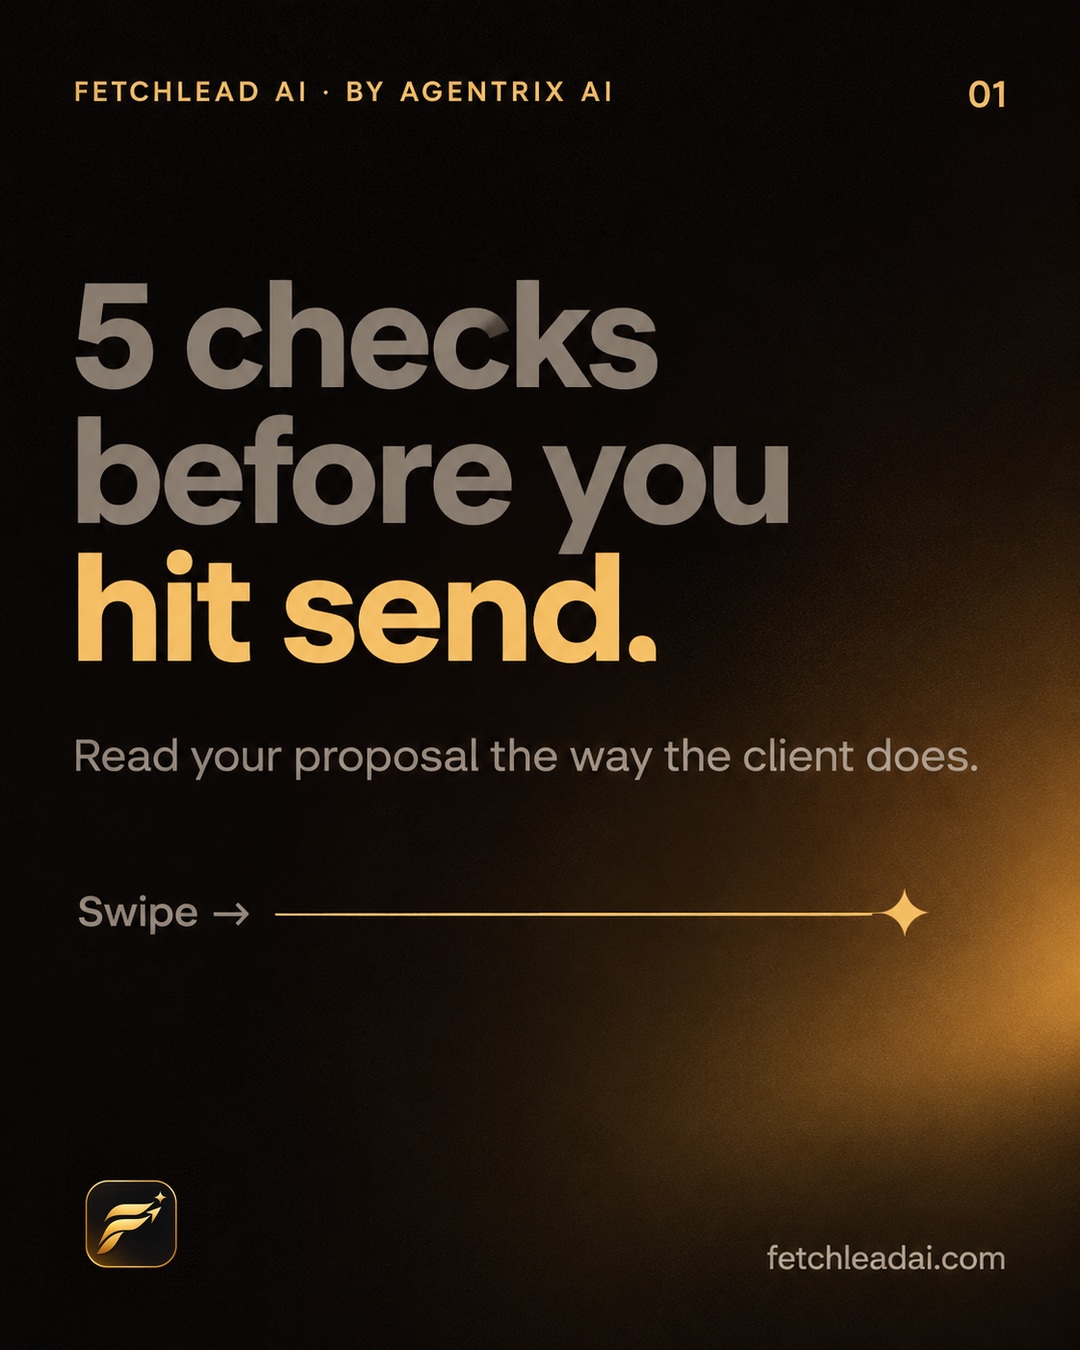 FETCHLEAD AI · BY AGENTRIX AI
01
5 checks
before you
hit send.
Read your proposal the way the client does.
Swipe →
fetchleadai.com